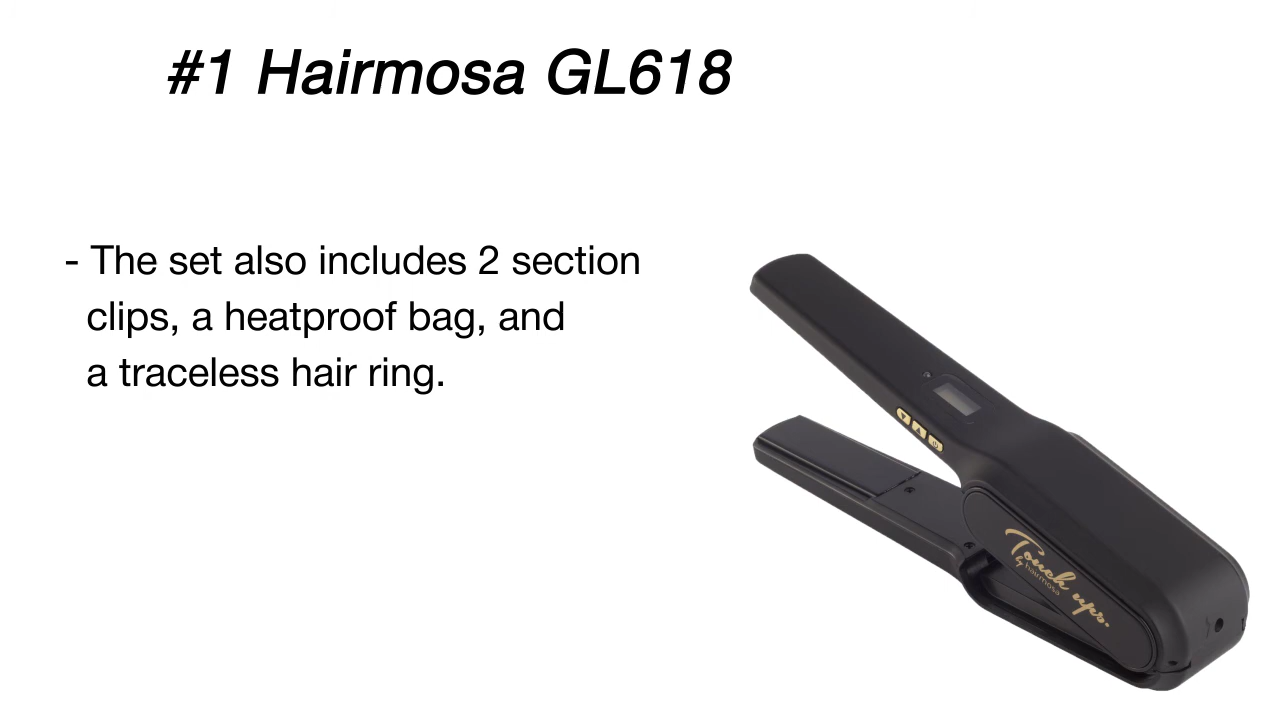 #1 Hairmosa GL618
- The set also includes 2 section
clips, a heatproof bag, and
a traceless hair ring.
Touch ups.
by hairmosa